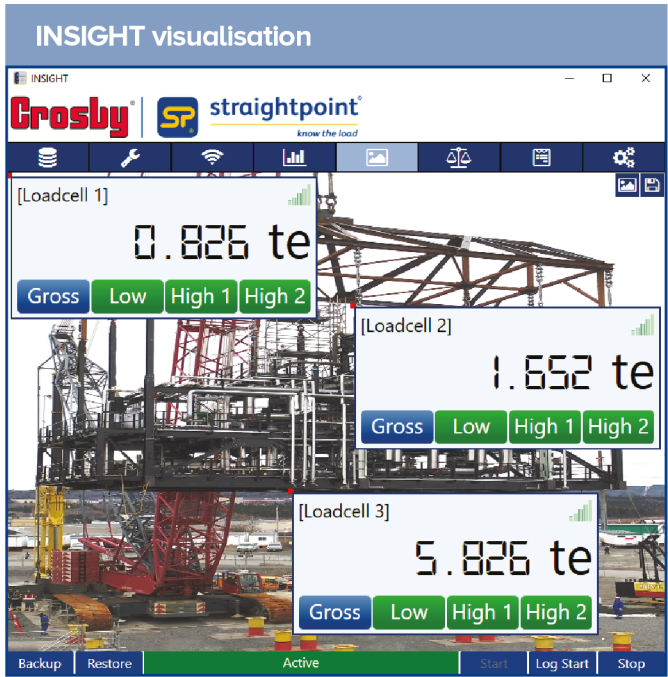 INSIGHT visualisation
INSIGHT
Crosby
SP
straightpoint
know the load
[Loadcell 1]
0.826 te
Gross Low High 1 High 2
[Loadcell 2]
1.652 te
Gross Low High 1 High 2
[Loadcell 3]
5.826 te
Gross Low High 1 High 2
Backup Restore Active Start Log Start Stop